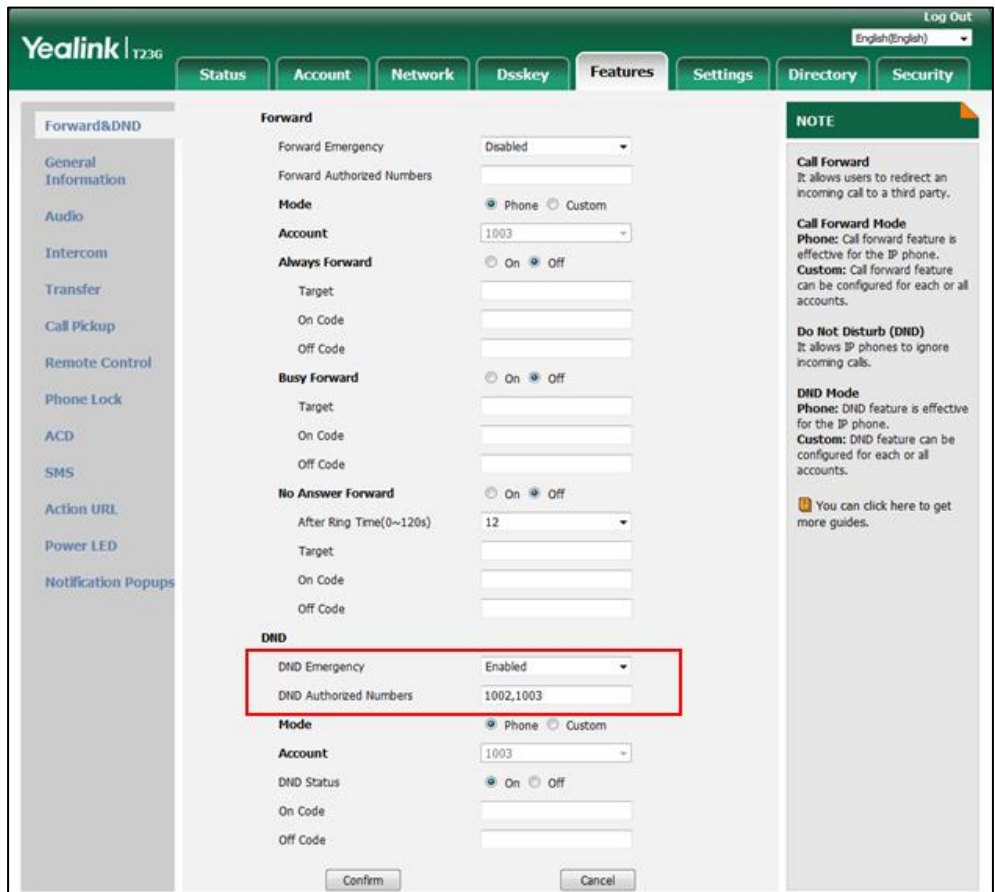 Log Out
Yealink T23G
English(English)
Status Account Network Dsskey Features Settings Directory Security
Forward&DND
General
Information
Audio
Intercom
Transfer
Call Pickup
Remote Control
Phone Lock
ACD
SMS
Action URL
Power LED
Notification Popups
Forward
Forward Emergency Disabled
Forward Authorized Numbers
Mode Phone Custom
Account 1003
Always Forward On Off
Target
On Code
Off Code
Busy Forward On Off
Target
On Code
Off Code
No Answer Forward On Off
After Ring Time(0~120s) 12
Target
On Code
Off Code
DND
DND Emergency Enabled
DND Authorized Numbers 1002,1003
Mode Phone Custom
Account 1003
DND Status On Off
On Code
Off Code
Confirm Cancel
NOTE
Call Forward
It allows users to redirect an
incoming call to a third party.
Call Forward Mode
Phone: Call forward feature is
effective for the IP phone.
Custom: Call forward feature
can be configured for each or all
accounts.
Do Not Disturb (DND)
It allows IP phones to ignore
incoming calls.
DND Mode
Phone: DND feature is effective
for the IP phone.
Custom: DND feature can be
configured for each or all
accounts.
You can click here to get
more guides.